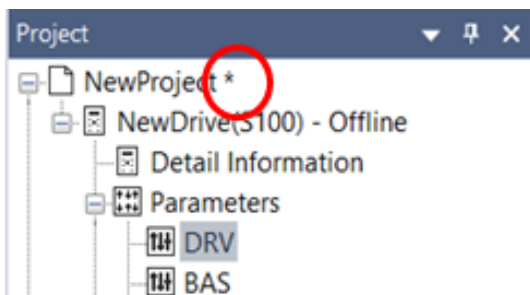 Project
NewProject *
NewDrive(S100) - Offline
Detail Information
Parameters
DRV
BAS